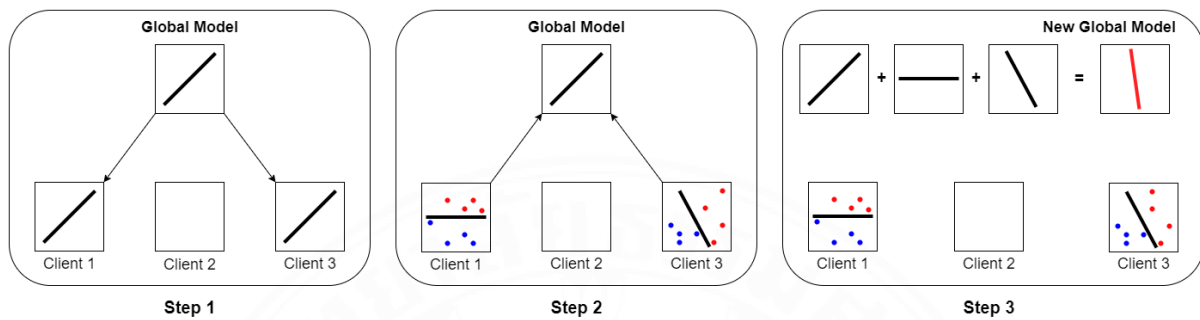 Global Model
Client 1
Client 2
Client 3
Step 1
Global Model
Client 1
Client 2
Client 3
Step 2
New Global Model
+ + =
Client 1
Client 2
Client 3
Step 3